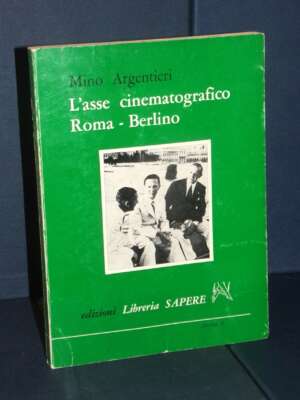 Mino Argentieri
L'asse cinematografico
Roma - Berlino
edizioni Libreria SAPERE